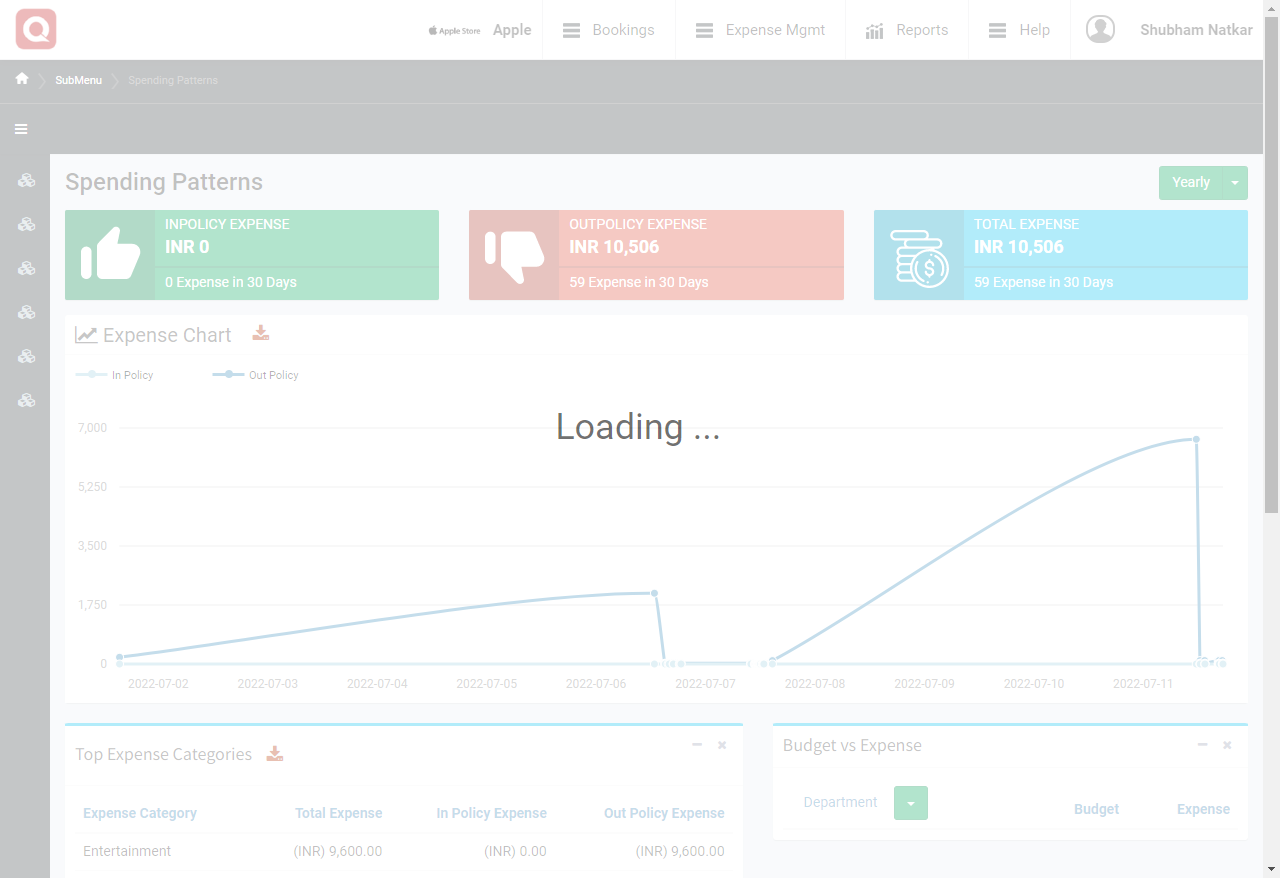 Apple Store Apple Bookings Expense Mgmt Reports Help Shubham Natkar
SubMenu Spending Patterns
Spending Patterns Yearly
INPOLICY EXPENSE
INR 0
0 Expense in 30 Days
OUTPOLICY EXPENSE
INR 10,506
59 Expense in 30 Days
TOTAL EXPENSE
INR 10,506
59 Expense in 30 Days
Expense Chart
In Policy Out Policy
Loading ...
7,000
5,250
3,500
1,750
0
2022-07-02 2022-07-03 2022-07-04 2022-07-05 2022-07-06 2022-07-07 2022-07-08 2022-07-09 2022-07-10 2022-07-11
Top Expense Categories
Expense Category Total Expense In Policy Expense Out Policy Expense
Entertainment (INR) 9,600.00 (INR) 0.00 (INR) 9,600.00
Budget vs Expense
Department Budget Expense